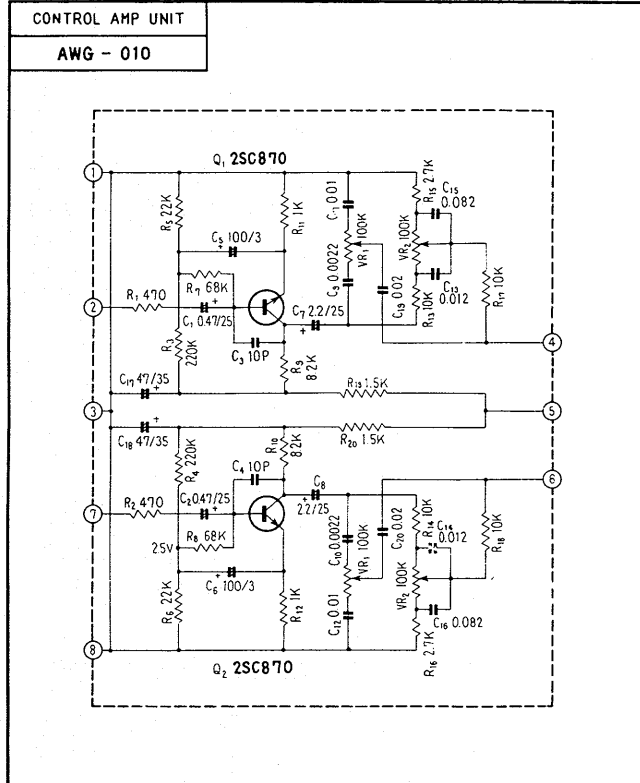 CONTROL AMP UNIT
AWG - 010
Q₁ 2SC870
1
R₅ 22K
R₁₁ 1K
C₅ 100/3
+
C₁₁ 0.01
VR₁ 100K
C₉ 0.0022
R₁₅ 2.7K
C₁₅
0.082
VR₂ 100K
C₁₃
0.012
R₁₃ 10K
C₁₉ 0.02
R₁₇ 10K
2
R₁ 470
R₇ 68K
C₁ 0.47/25
+
C₇ 2.2/25
+
C₃ 10P
R₃
220K
R₉
8.2K
4
C₁₇ 47/35
+
R₁₉ 1.5K
3
5
C₁₈ 47/35
+
R₂₀ 1.5K
R₄ 220K
R₁₀
8.2K
C₄ 10P
6
7
R₂ 470
C₂ 0.47/25
+
C₈
+
2.2/25
R₈ 68K
2.5V
C₆ 100/3
+
R₆ 22K
R₁₂ 1K
C₁₀ 0.0022
VR₁ 100K
C₁₂ 0.01
C₂₀ 0.02
R₁₄ 10K
C₁₄
0.012
VR₂ 100K
C₁₆ 0.082
R₁₆ 2.7K
R₁₈ 10K
8
Q₂ 2SC870